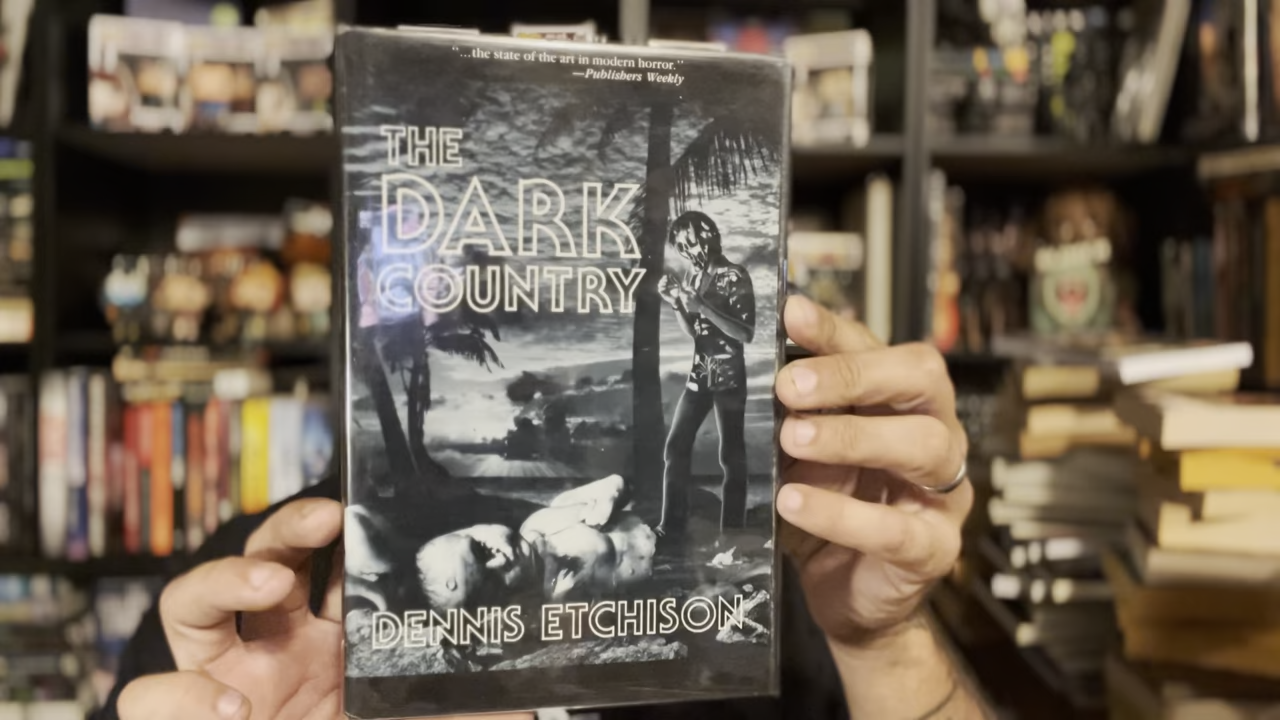 "...the state of the art in modern horror."
—Publishers Weekly
THE
DARK
COUNTRY
DENNIS ETCHISON